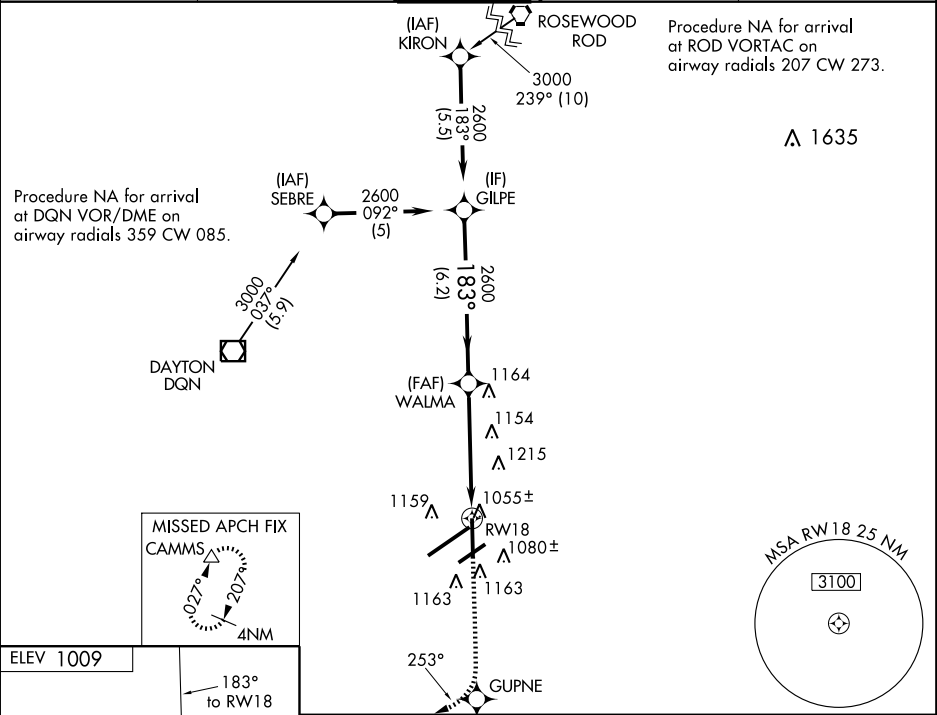 (IAF)
KIRON
ROSEWOOD
ROD
Procedure NA for arrival
at ROD VORTAC on
airway radials 207 CW 273.
3000
239° (10)
2600
183°
(5.5)
1635
Procedure NA for arrival
at DQN VOR/DME on
airway radials 359 CW 085.
(IAF)
SEBRE
2600
092°
(5)
(IF)
GILPE
3000
037°
(5.9)
2600
183°
(6.2)
DAYTON
DQN
(FAF)
WALMA
1164
1154
1215
1159
1055±
RW18
1080±
1163
1163
MISSED APCH FIX
CAMMS
027°
207°
4NM
MSA RW18 25 NM
3100
ELEV 1009
183°
to RW18
253°
GUPNE